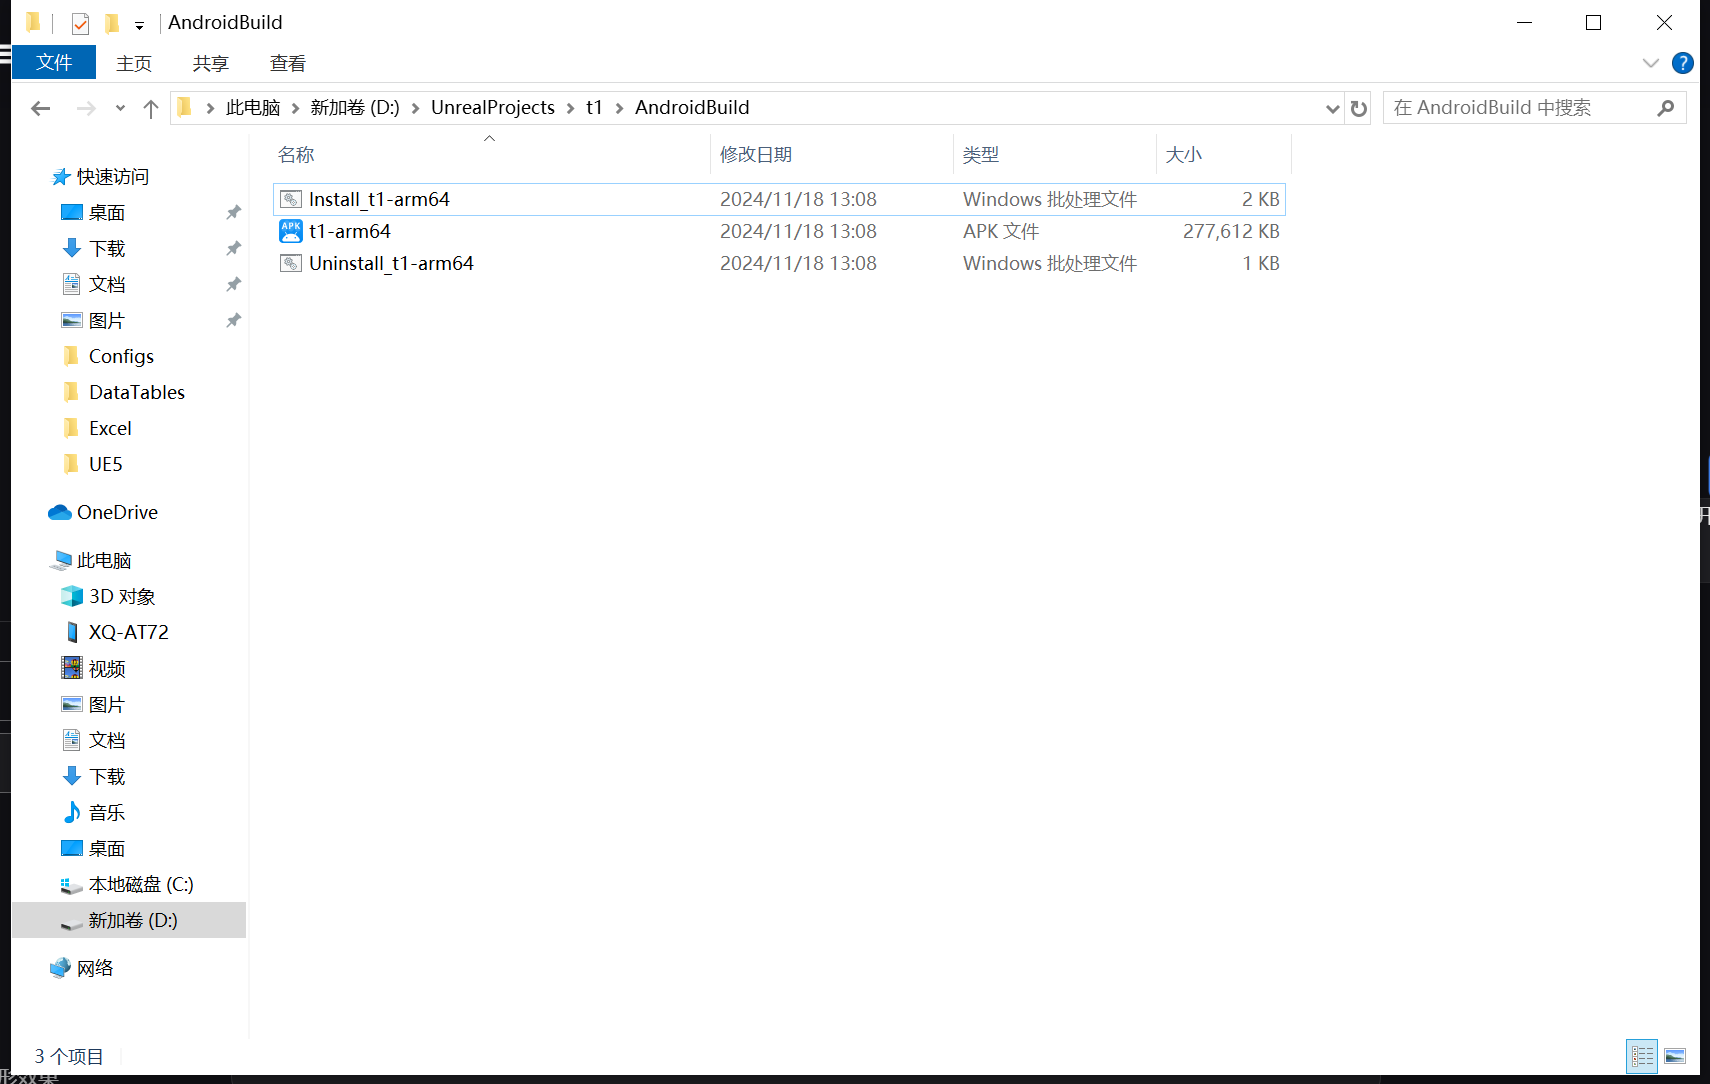 AndroidBuild
文件 主页 共享 查看
此电脑 新加卷 (D:) UnrealProjects t1 AndroidBuild
在 AndroidBuild 中搜索
名称 修改日期 类型 大小
Install_t1-arm64 2024/11/18 13:08 Windows 批处理文件 2 KB
t1-arm64 2024/11/18 13:08 APK 文件 277,612 KB
Uninstall_t1-arm64 2024/11/18 13:08 Windows 批处理文件 1 KB
APK
快速访问
桌面
下载
文档
图片
Configs
DataTables
Excel
UE5
OneDrive
此电脑
3D 对象
XQ-AT72
视频
图片
文档
下载
音乐
桌面
本地磁盘 (C:)
新加卷 (D:)
网络
3 个项目